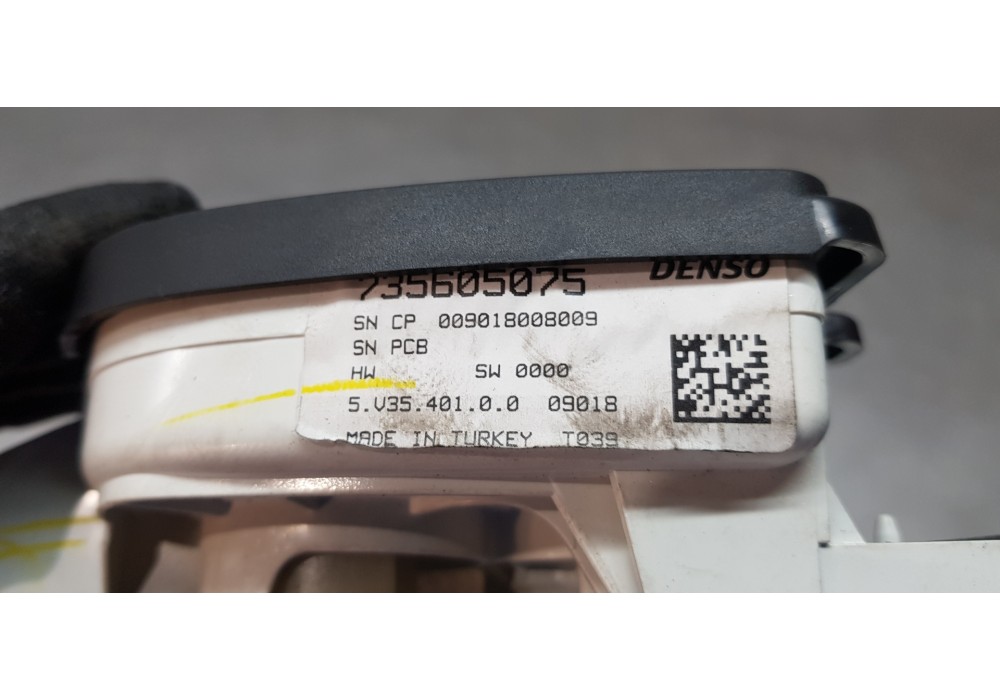 735605075 DENSO
SN CP 009018008009
SN PCB
HW SW 0000
5.V35.401.0.0 09018
MADE IN TURKEY T039